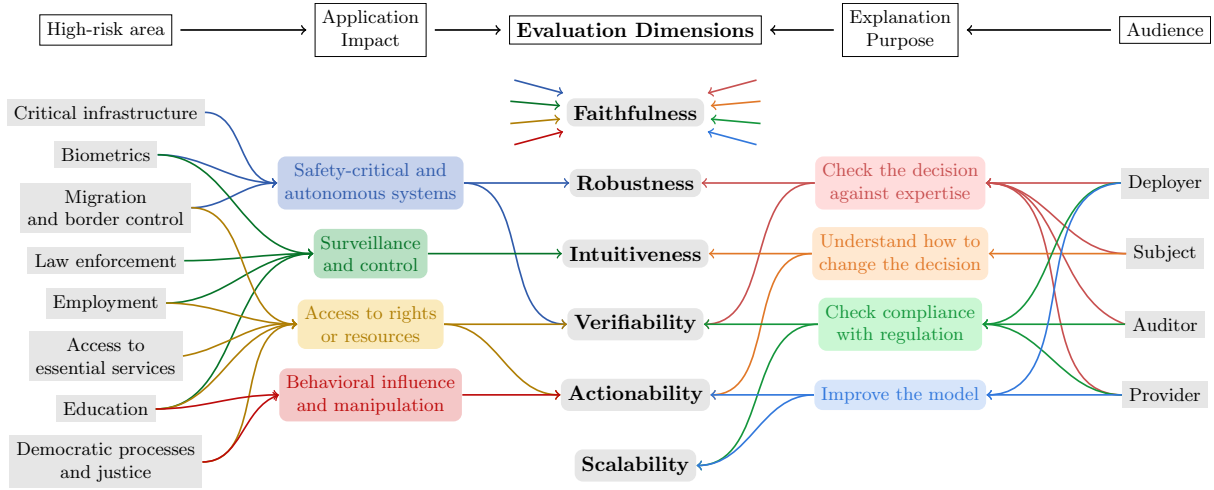 High-risk area
Application
Impact
Evaluation Dimensions
Explanation
Purpose
Audience
Critical infrastructure
Biometrics
Migration
and border control
Law enforcement
Employment
Access to
essential services
Education
Democratic processes
and justice
Safety-critical and
autonomous systems
Surveillance
and control
Access to rights
or resources
Behavioral influence
and manipulation
Faithfulness
Robustness
Intuitiveness
Verifiability
Actionability
Scalability
Check the decision
against expertise
Understand how to
change the decision
Check compliance
with regulation
Improve the model
Deployer
Subject
Auditor
Provider